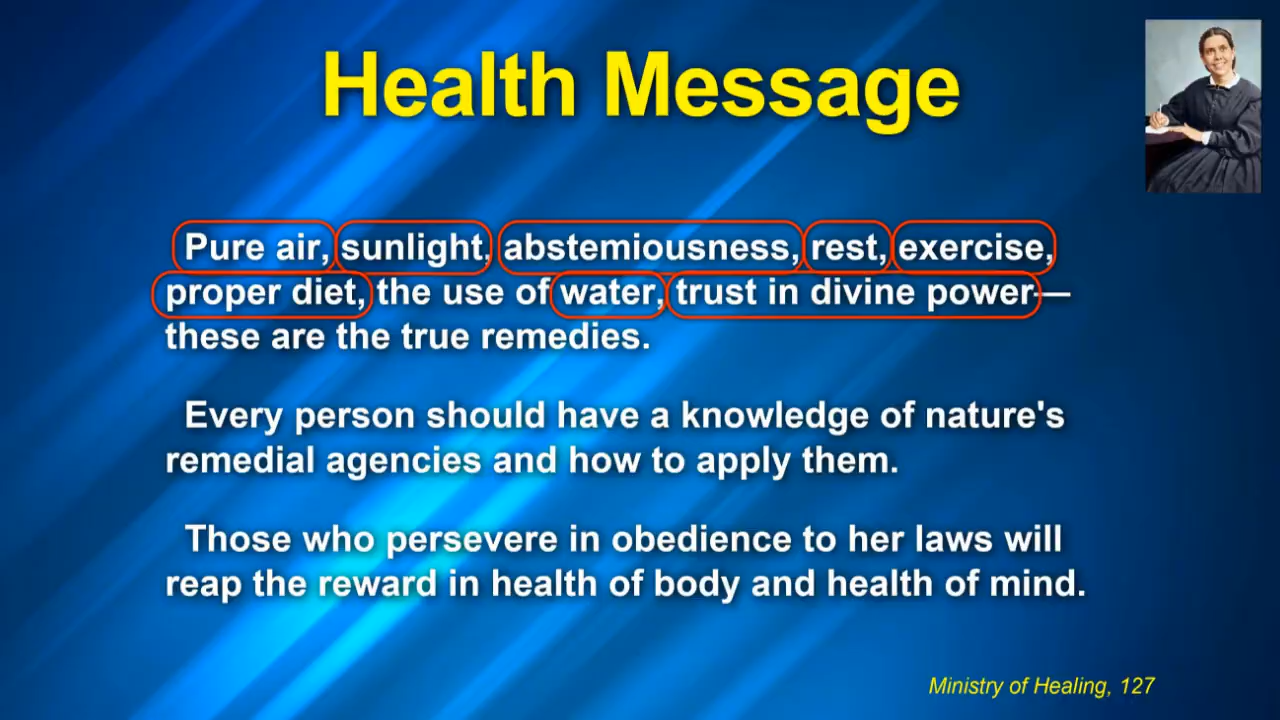 Health Message
Pure air, sunlight, abstemiousness, rest, exercise,
proper diet, the use of water, trust in divine power—
these are the true remedies.
Every person should have a knowledge of nature's
remedial agencies and how to apply them.
Those who persevere in obedience to her laws will
reap the reward in health of body and health of mind.
Ministry of Healing, 127